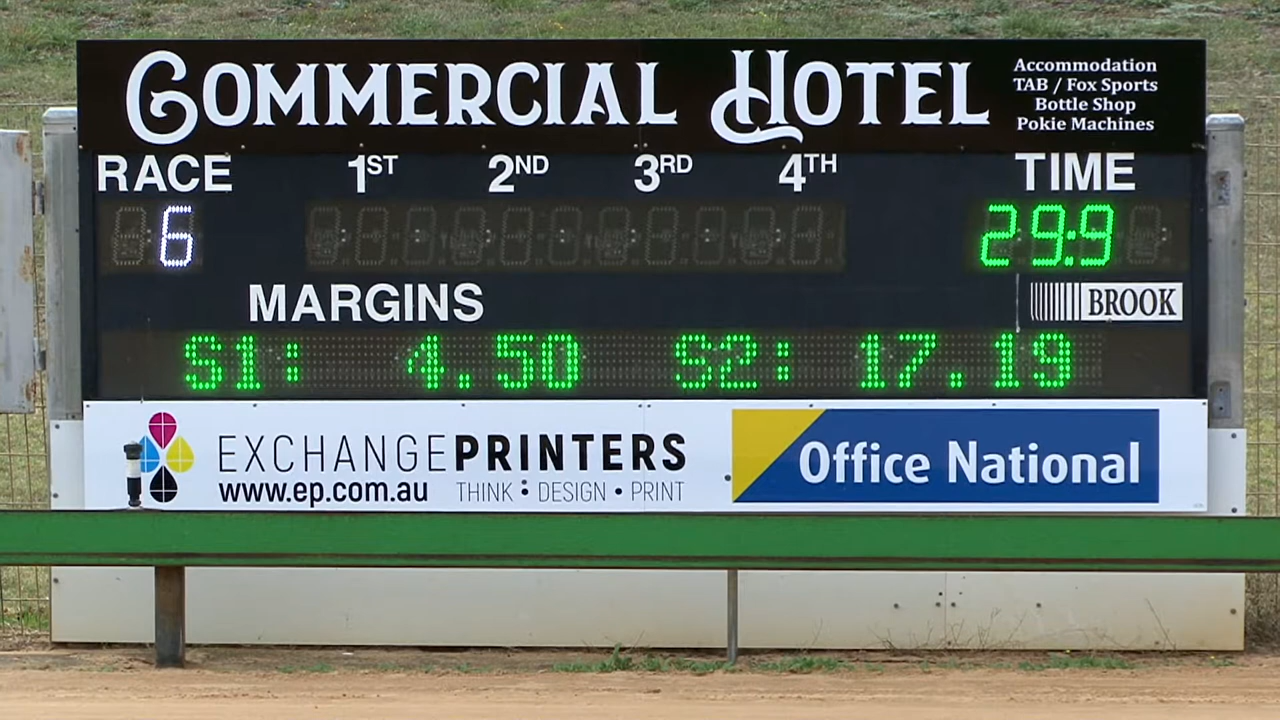 COMMERCIAL HOTEL
Accommodation
TAB / Fox Sports
Bottle Shop
Pokie Machines
RACE 1ST 2ND 3RD 4TH TIME
6 29:9
MARGINS
BROOK
S1: 4.50 S2: 17.19
EXCHANGEPRINTERS
www.ep.com.au THINK • DESIGN • PRINT
Office National